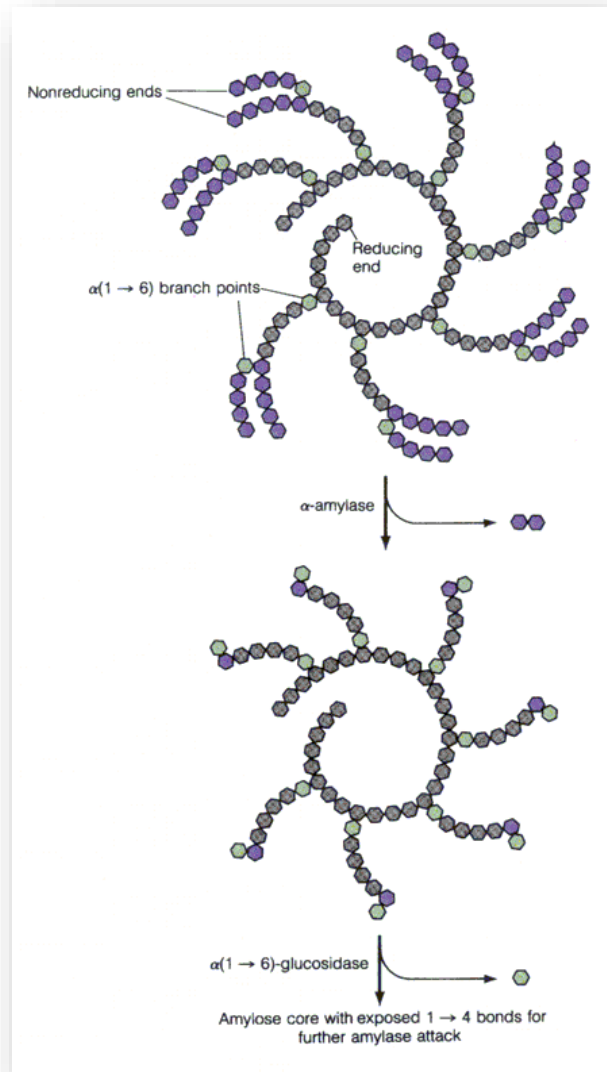 Nonreducing ends
Reducing
end
α(1 → 6) branch points
α-amylase
α(1 → 6)-glucosidase
Amylose core with exposed 1 → 4 bonds for
further amylase attack